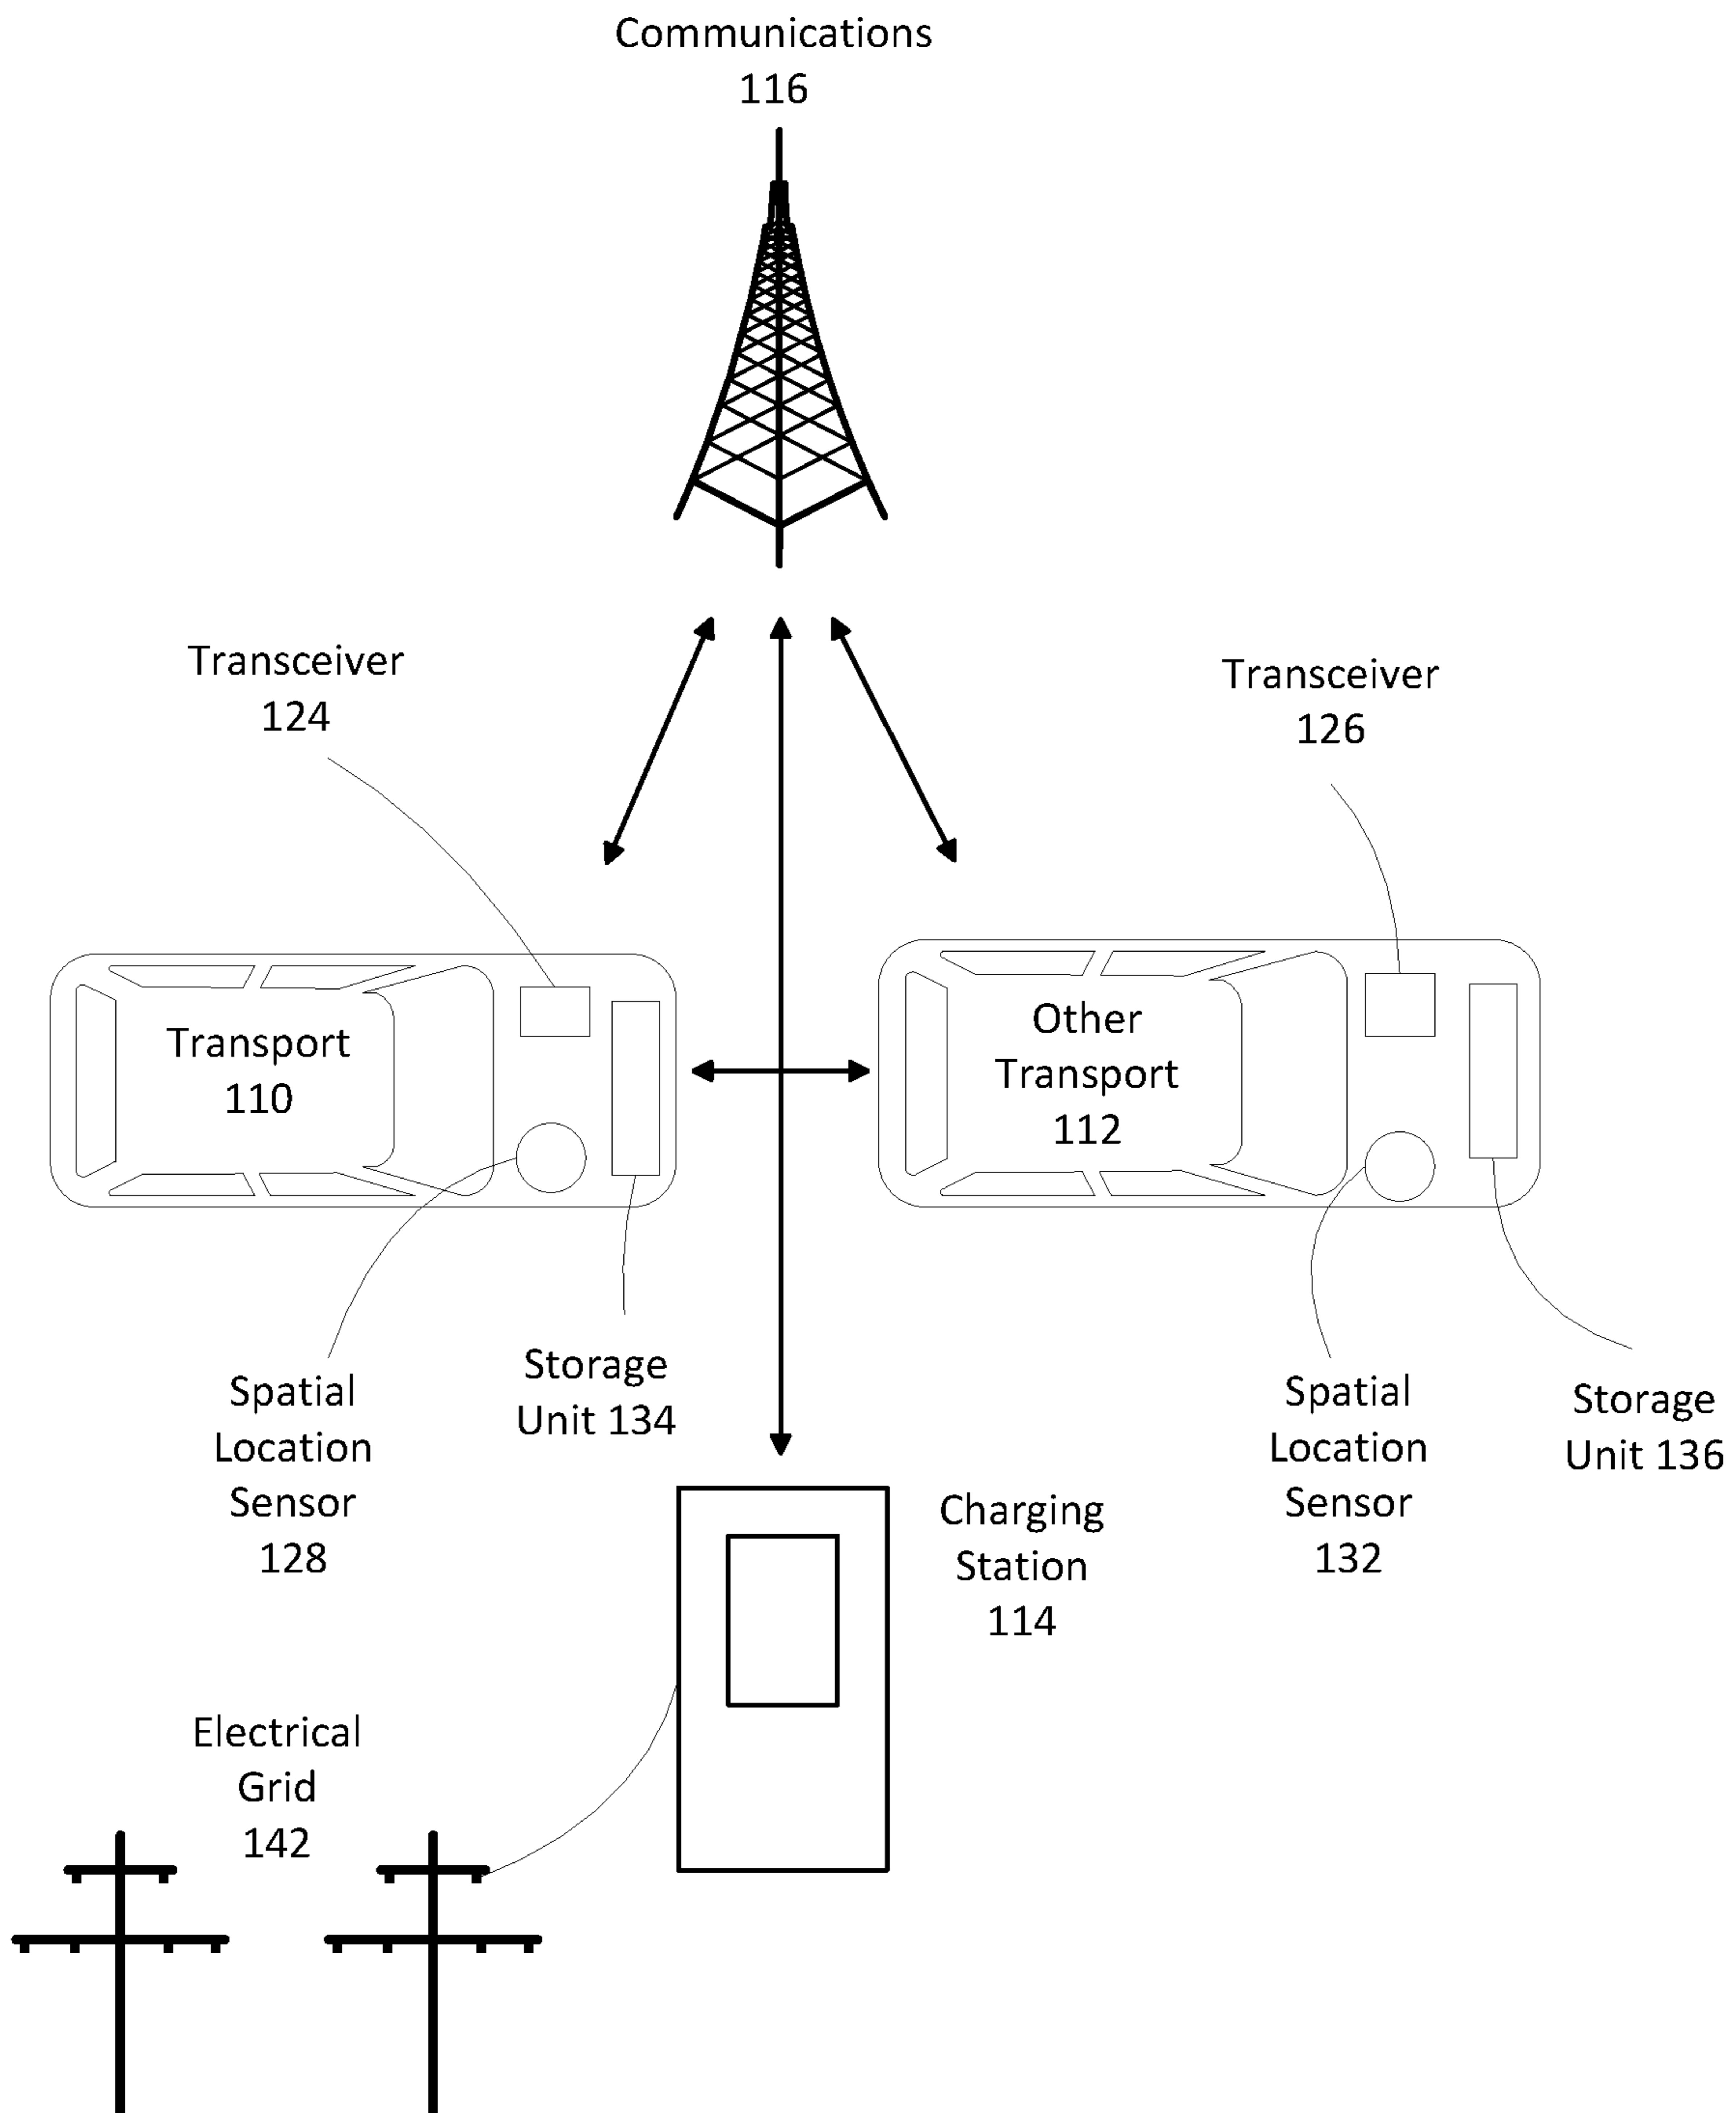 Communications
116
Transceiver
124
Transceiver
126
Transport
110
Other
Transport
112
Spatial
Location
Sensor
128
Storage
Unit 134
Spatial
Location
Sensor
132
Storage
Unit 136
Charging
Station
114
Electrical
Grid
142